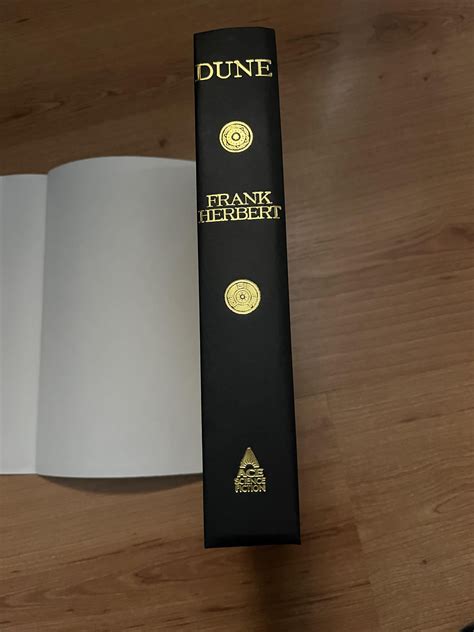 DUNE
FRANK
HERBERT
ACE
SCIENCE
FICTION